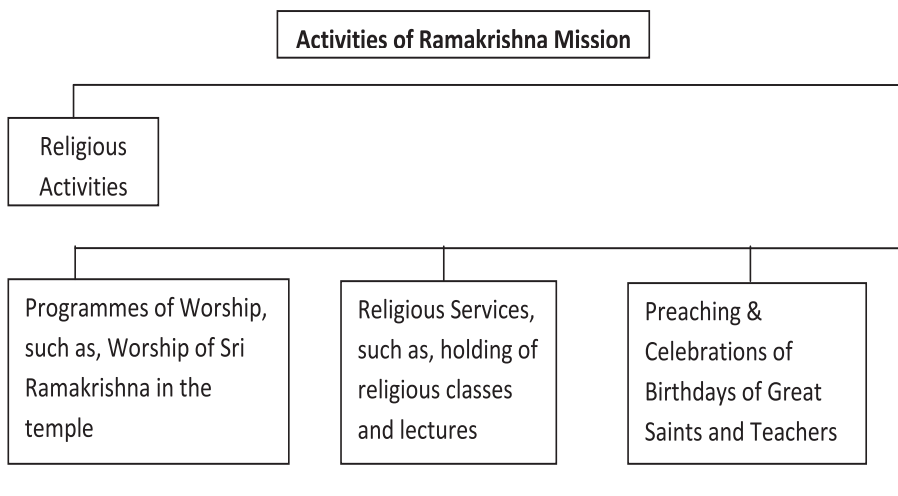 Activities of Ramakrishna Mission
Religious
Activities
Programmes of Worship,
such as, Worship of Sri
Ramakrishna in the
temple
Religious Services,
such as, holding of
religious classes
and lectures
Preaching &
Celebrations of
Birthdays of Great
Saints and Teachers